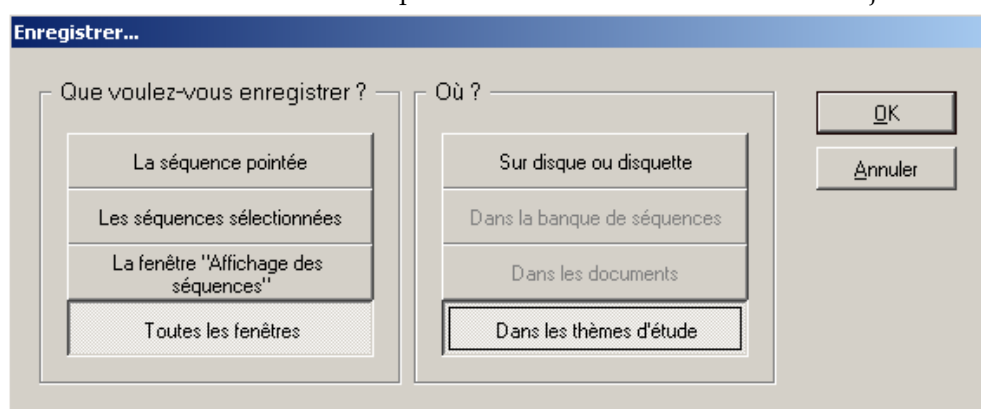 Enregistrer...
Que voulez-vous enregistrer ?
La séquence pointée
Les séquences sélectionnées
La fenêtre "Affichage des
séquences"
Toutes les fenêtres
Où ?
Sur disque ou disquette
Dans la banque de séquences
Dans les documents
Dans les thèmes d'étude
OK
Annuler